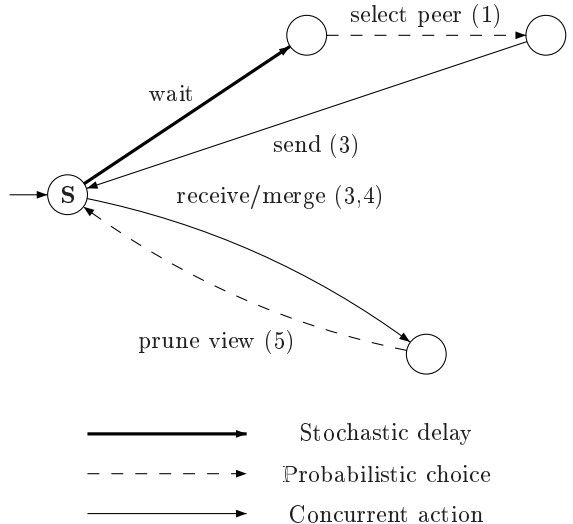 select peer (1)
wait
send (3)
S
receive/merge (3,4)
prune view (5)
Stochastic delay
Probabilistic choice
Concurrent action